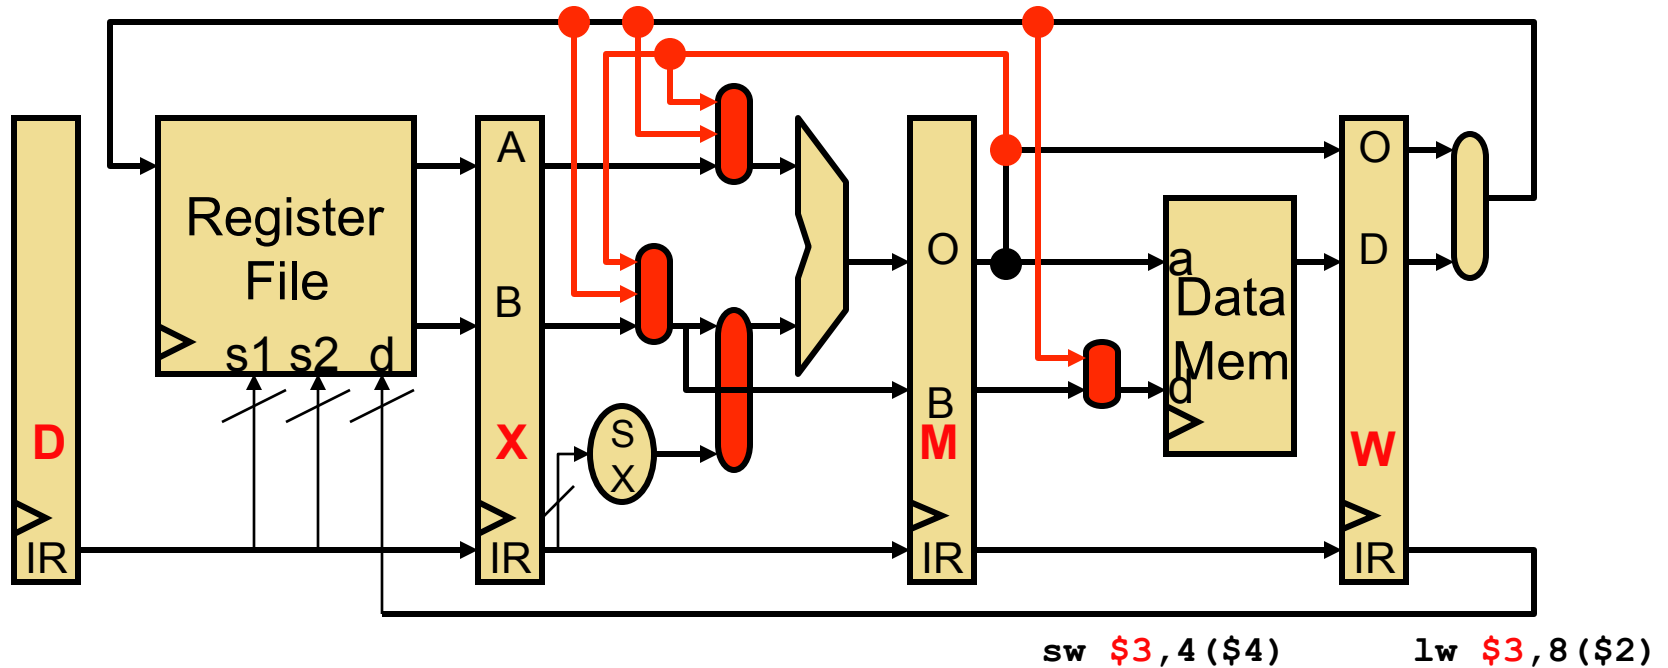 Register
File
s1 s2 d
D
IR
A
B
X
IR
S
X
O
B
M
IR
a
Data
Mem
d
O
D
W
IR
sw $3,4($4)
lw $3,8($2)